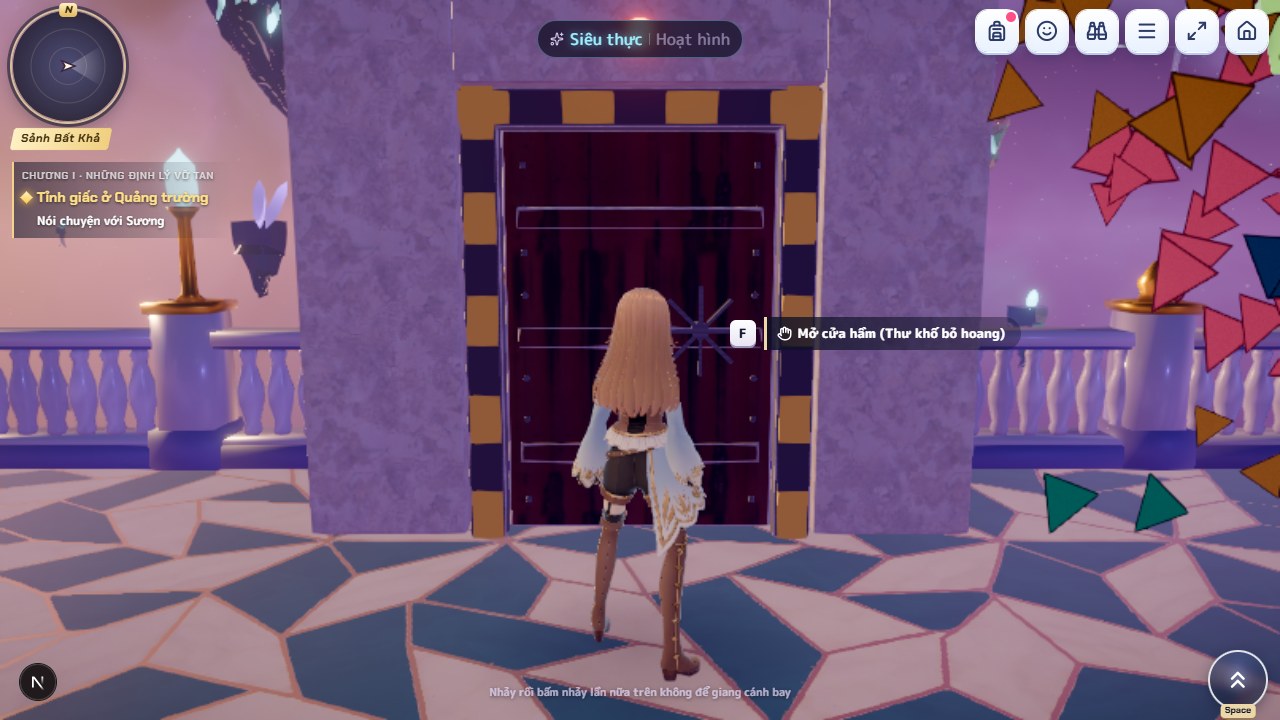 N
Siêu thực | Hoạt hình
Sảnh Bất Khả
CHƯƠNG I - NHỮNG ĐỊNH LÝ VỠ TAN
Tỉnh giấc ở Quảng trường
Nói chuyện với Sương
F
Mở cửa hầm (Thư khố bỏ hoang)
N
Nhảy rồi bấm nhảy lần nữa trên không để giang cánh bay
Space